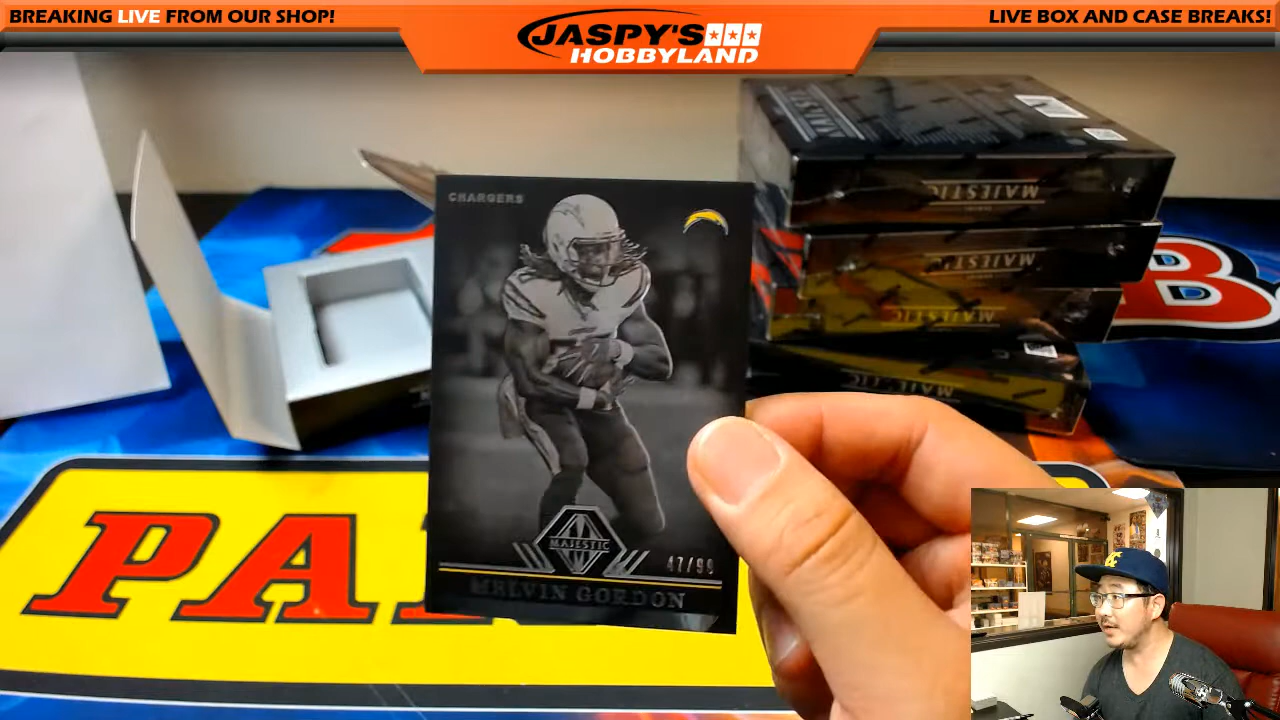 BREAKING LIVE FROM OUR SHOP!
JASPY'S
HOBBYLAND
LIVE BOX AND CASE BREAKS!
CHARGERS
MAJESTIC
47/99
MELVIN GORDON
MAJESTIC
MAJESTIC
MAJESTIC
MAJESTIC
PA
B